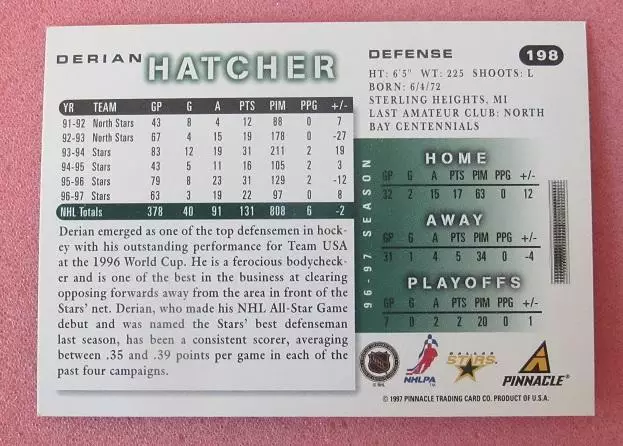 DERIAN HATCHER
DEFENSE 198
HT: 6'5" WT: 225 SHOOTS: L
BORN: 6/4/72
STERLING HEIGHTS, MI
LAST AMATEUR CLUB: NORTH
BAY CENTENNIALS
YR TEAM GP G A PTS PIM PPG +/-
91-92 North Stars 43 8 4 12 88 0 7
92-93 North Stars 67 4 15 19 178 0 -27
93-94 Stars 83 12 19 31 211 2 19
94-95 Stars 43 5 11 16 105 2 3
95-96 Stars 79 8 23 31 129 2 -12
96-97 Stars 63 3 19 22 97 0 8
NHL Totals 378 40 91 131 808 6 -2
Derian emerged as one of the top defensemen in hock-
ey with his outstanding performance for Team USA
at the 1996 World Cup. He is a ferocious bodycheck-
er and is one of the best in the business at clearing
opposing forwards away from the area in front of the
Stars' net. Derian, who made his NHL All-Star Game
debut and was named the Stars' best defenseman
last season, has been a consistent scorer, averaging
between .35 and .39 points per game in each of the
past four campaigns.
96-97 SEASON
HOME
GP G A PTS PIM PPG +/-
32 2 15 17 63 0 12
AWAY
GP G A PTS PIM PPG +/-
31 1 4 5 34 0 -4
PLAYOFFS
GP G A PTS PIM PPG +/-
7 0 2 2 20 0 1
NHL
© NHL
NHLPA
DALLAS
STARS
PINNACLE
© 1997 PINNACLE TRADING CARD CO. PRODUCT OF U.S.A.